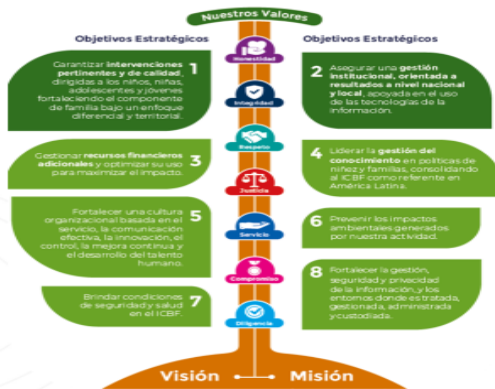 Nuestros Valores
Objetivos Estratégicos
Objetivos Estratégicos
Honestidad
1
Garantizar intervenciones
pertinentes y de calidad,
dirigidas a los niños, niñas,
adolescentes y jóvenes
fortaleciendo el componente
de familia bajo un enfoque
diferencial y territorial.
2
Asegurar una gestión
institucional, orientada a
resultados a nivel nacional
y local, apoyada en el uso
de las tecnologías de la
información.
Integridad
Respeto
3
Gestionar recursos financieros
adicionales y optimizar su uso
para maximizar el impacto.
4
Liderar la gestión del
conocimiento en políticas de
niñez y familias, consolidando
al ICBF como referente en
América Latina.
Justicia
5
Fortalecer una cultura
organizacional basada en el
servicio, la comunicación
efectiva, la innovación, el
control, la mejora continua y
el desarrollo del talento
humano.
Servicio
6
Prevenir los impactos
ambientales generados
por nuestra actividad.
Compromiso
7
Brindar condiciones
de seguridad y salud
en el ICBF.
8
Fortalecer la gestión,
seguridad y privacidad
de la información, y los
entornos donde es tratada,
gestionada, administrada
y custodiada.
Diligencia
Visión
Misión